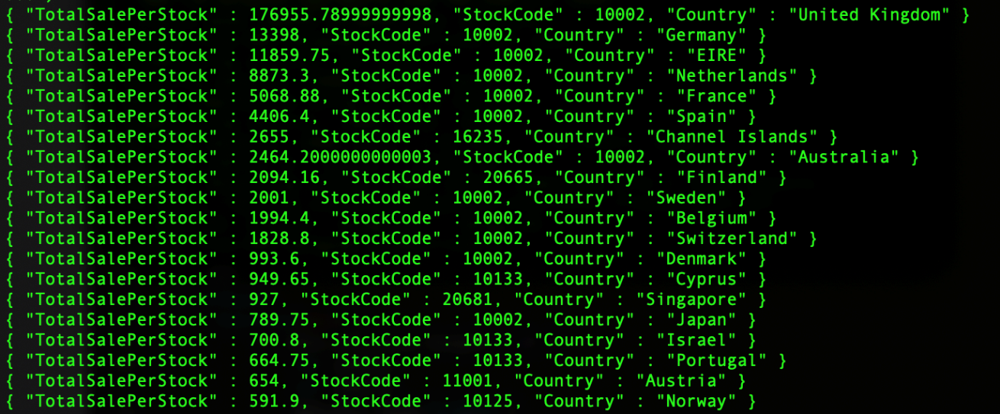 { "TotalSalePerStock" : 176955.78999999998, "StockCode" : 10002, "Country" : "United Kingdom" }
{ "TotalSalePerStock" : 13398, "StockCode" : 10002, "Country" : "Germany" }
{ "TotalSalePerStock" : 11859.75, "StockCode" : 10002, "Country" : "EIRE" }
{ "TotalSalePerStock" : 8873.3, "StockCode" : 10002, "Country" : "Netherlands" }
{ "TotalSalePerStock" : 5068.88, "StockCode" : 10002, "Country" : "France" }
{ "TotalSalePerStock" : 4406.4, "StockCode" : 10002, "Country" : "Spain" }
{ "TotalSalePerStock" : 2655, "StockCode" : 16235, "Country" : "Channel Islands" }
{ "TotalSalePerStock" : 2464.2000000000003, "StockCode" : 10002, "Country" : "Australia" }
{ "TotalSalePerStock" : 2094.16, "StockCode" : 20665, "Country" : "Finland" }
{ "TotalSalePerStock" : 2001, "StockCode" : 10002, "Country" : "Sweden" }
{ "TotalSalePerStock" : 1994.4, "StockCode" : 10002, "Country" : "Belgium" }
{ "TotalSalePerStock" : 1828.8, "StockCode" : 10002, "Country" : "Switzerland" }
{ "TotalSalePerStock" : 993.6, "StockCode" : 10002, "Country" : "Denmark" }
{ "TotalSalePerStock" : 949.65, "StockCode" : 10133, "Country" : "Cyprus" }
{ "TotalSalePerStock" : 927, "StockCode" : 20681, "Country" : "Singapore" }
{ "TotalSalePerStock" : 789.75, "StockCode" : 10002, "Country" : "Japan" }
{ "TotalSalePerStock" : 700.8, "StockCode" : 10133, "Country" : "Israel" }
{ "TotalSalePerStock" : 664.75, "StockCode" : 10133, "Country" : "Portugal" }
{ "TotalSalePerStock" : 654, "StockCode" : 11001, "Country" : "Austria" }
{ "TotalSalePerStock" : 591.9, "StockCode" : 10125, "Country" : "Norway" }